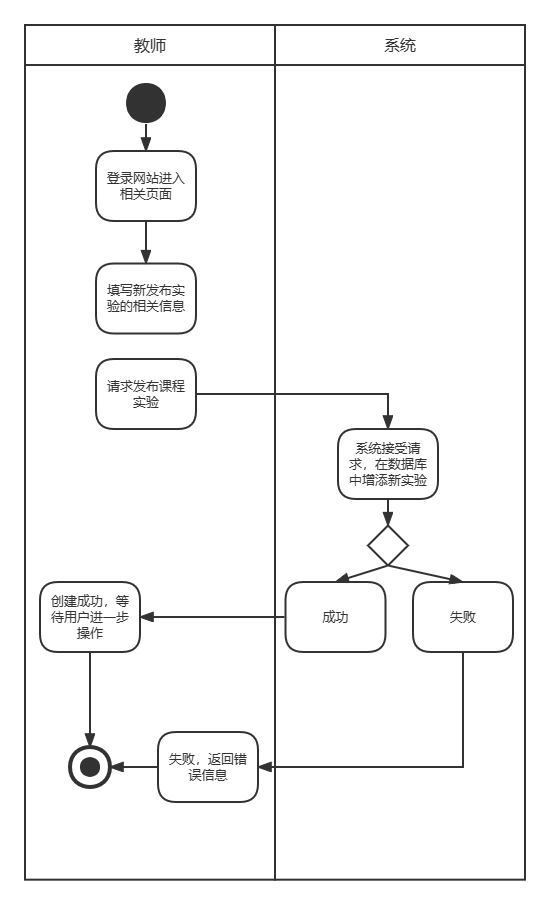 教师
系统
登录网站进入
相关页面
填写新发布实
验的相关信息
请求发布课程
实验
系统接受请
求，在数据库
中增添新实验
创建成功，等
待用户进一步
操作
成功
失败
失败，返回错
误信息